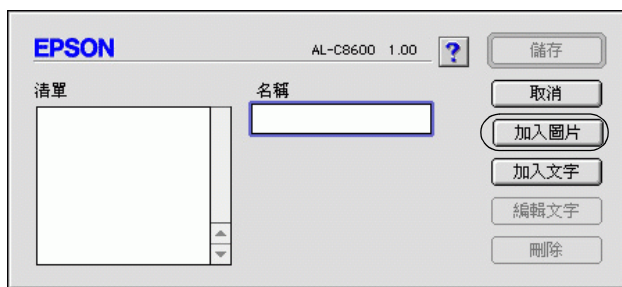 EPSON
AL-C8600 1.00
?
儲存
清單
名稱
取消
加入圖片
加入文字
編輯文字
刪除